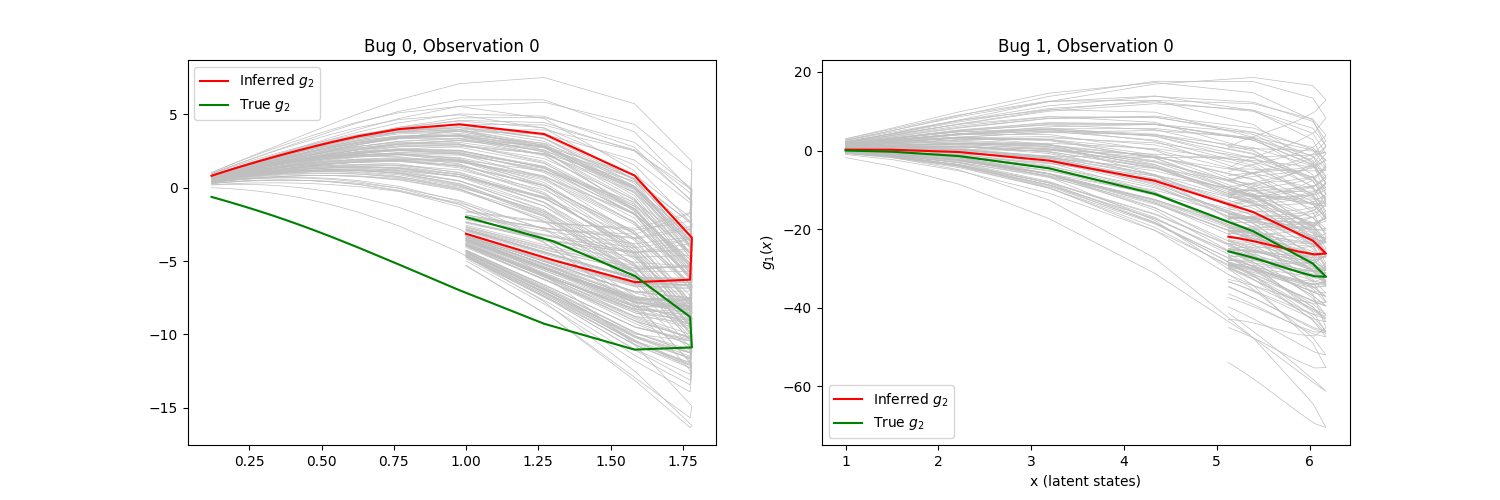 Bug 0, Observation 0
Inferred g₂
True g₂
5
0
−5
−10
−15
0.25 0.50 0.75 1.00 1.25 1.50 1.75
Bug 1, Observation 0
20
0
−20
−40
−60
g₁(x)
Inferred g₂
True g₂
1 2 3 4 5 6
x (latent states)